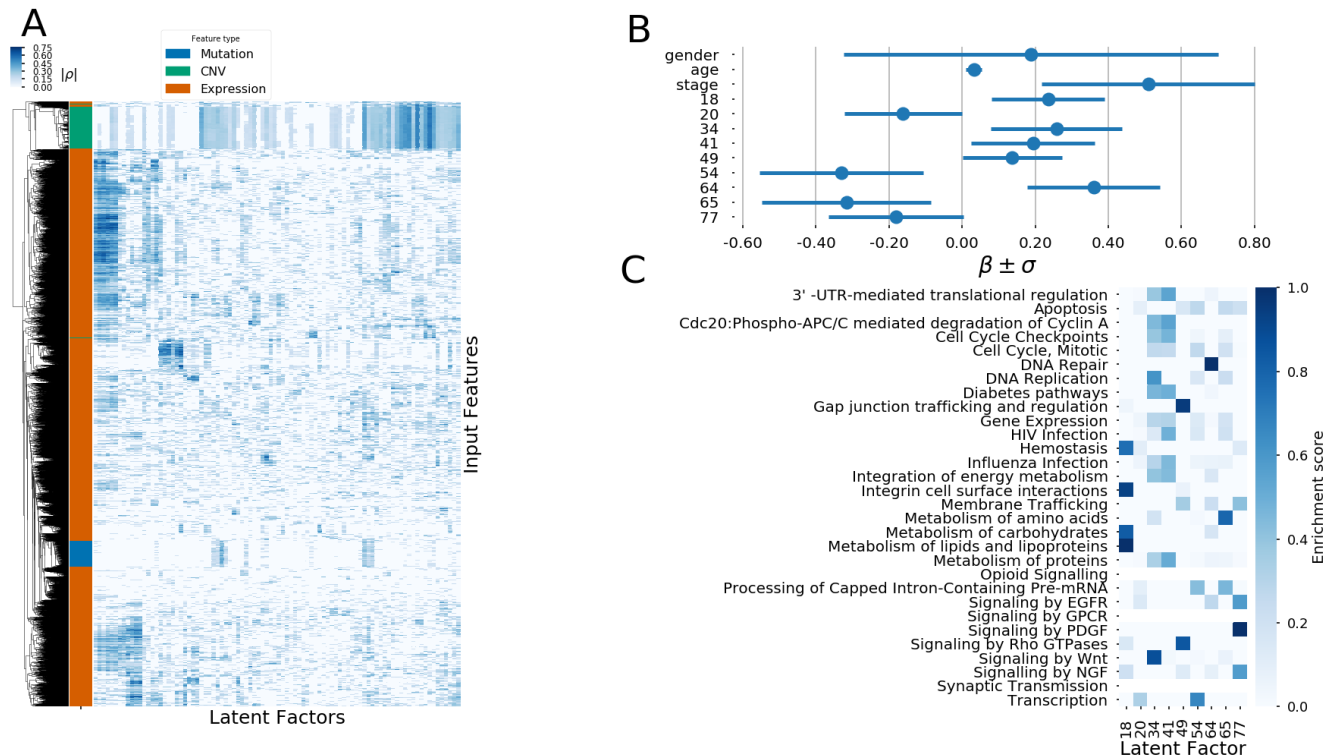 A
0.75
0.60
0.45
0.30
0.15
0.00
|ρ|
Feature type
Mutation
CNV
Expression
Input Features
Latent Factors
B
gender
age
stage
18
20
34
41
49
54
64
65
77
-0.60 -0.40 -0.20 0.00 0.20 0.40 0.60 0.80
β ± σ
C
3' -UTR-mediated translational regulation
Apoptosis
Cdc20:Phospho-APC/C mediated degradation of Cyclin A
Cell Cycle Checkpoints
Cell Cycle, Mitotic
DNA Repair
DNA Replication
Diabetes pathways
Gap junction trafficking and regulation
Gene Expression
HIV Infection
Hemostasis
Influenza Infection
Integration of energy metabolism
Integrin cell surface interactions
Membrane Trafficking
Metabolism of amino acids
Metabolism of carbohydrates
Metabolism of lipids and lipoproteins
Metabolism of proteins
Opioid Signalling
Processing of Capped Intron-Containing Pre-mRNA
Signaling by EGFR
Signaling by GPCR
Signaling by PDGF
Signaling by Rho GTPases
Signaling by Wnt
Signalling by NGF
Synaptic Transmission
Transcription
18 20 34 41 49 54 64 65 77
Latent Factor
1.0
0.8
0.6
0.4
0.2
0.0
Enrichment score